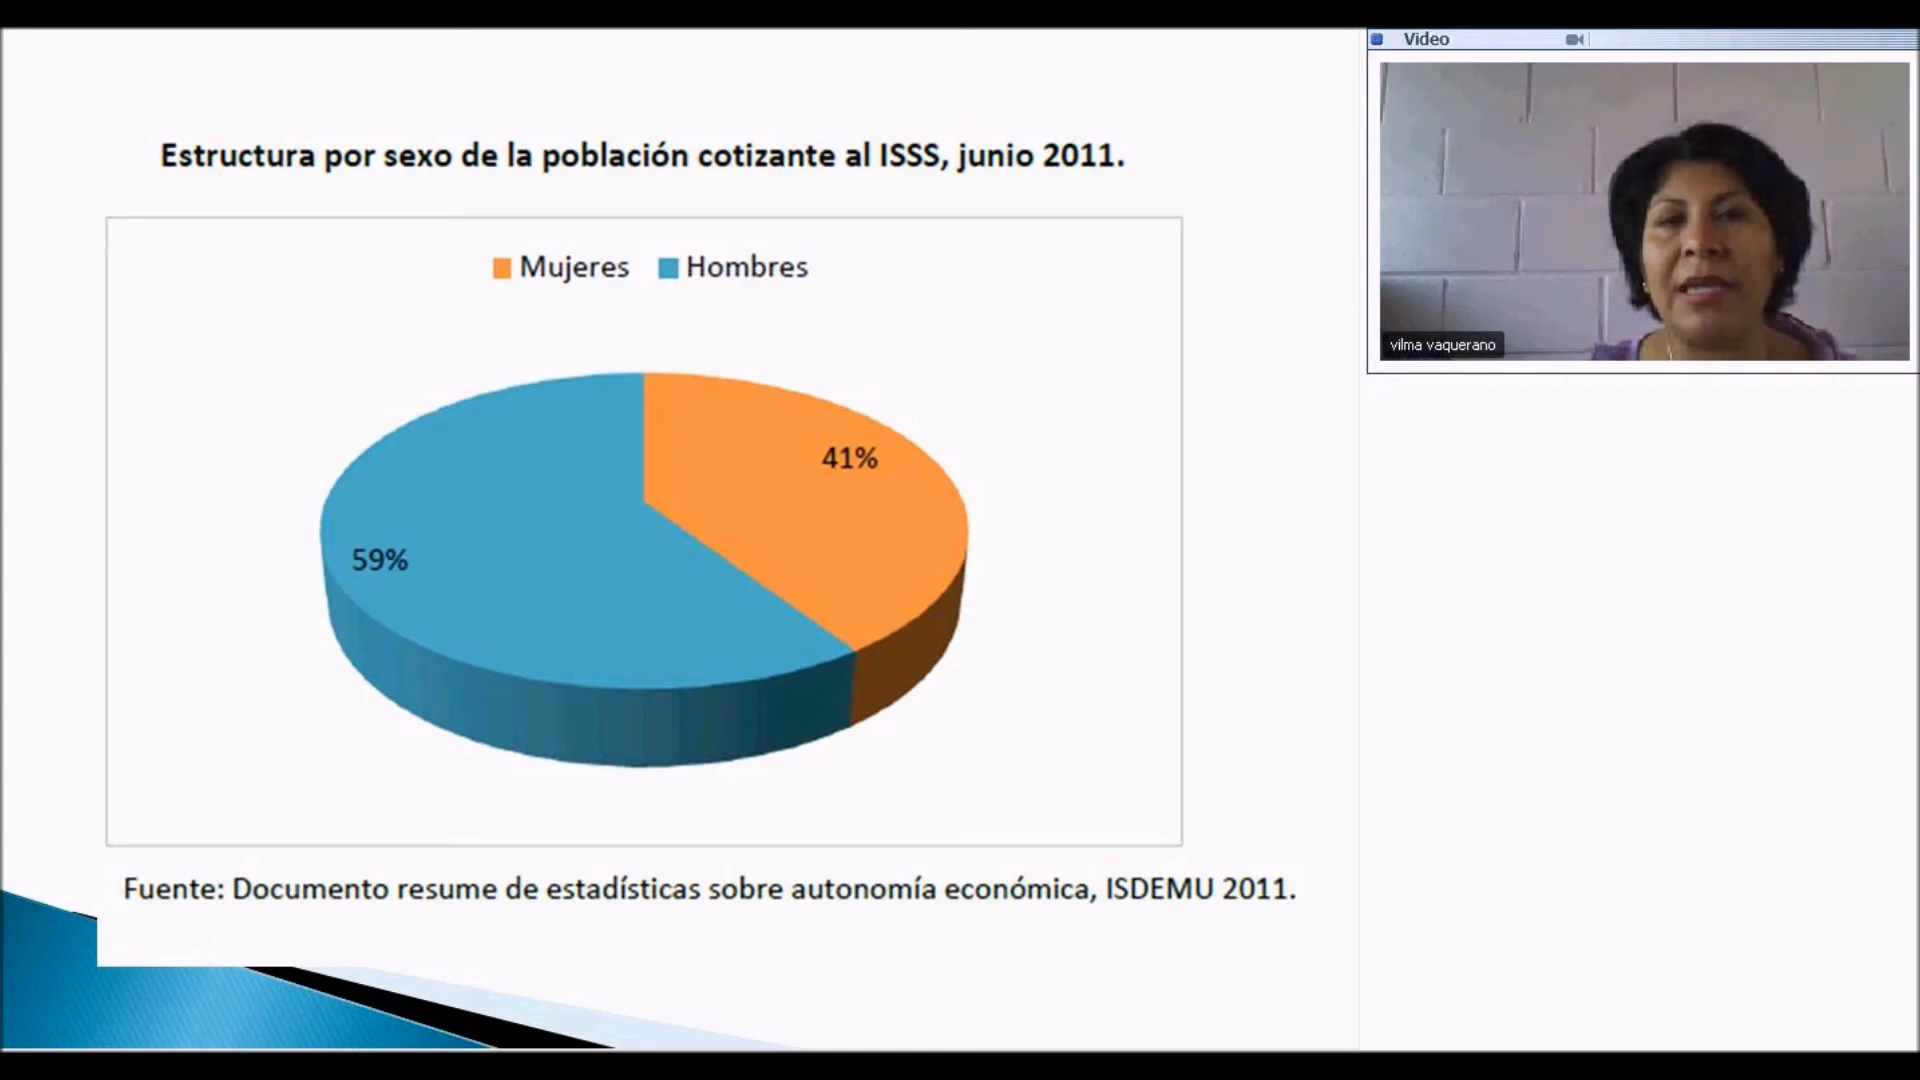 Estructura por sexo de la población cotizante al ISSS, junio 2011.
Mujeres Hombres
41%
59%
Fuente: Documento resume de estadísticas sobre autonomía económica, ISDEMU 2011.
Video
vilma vaquerano